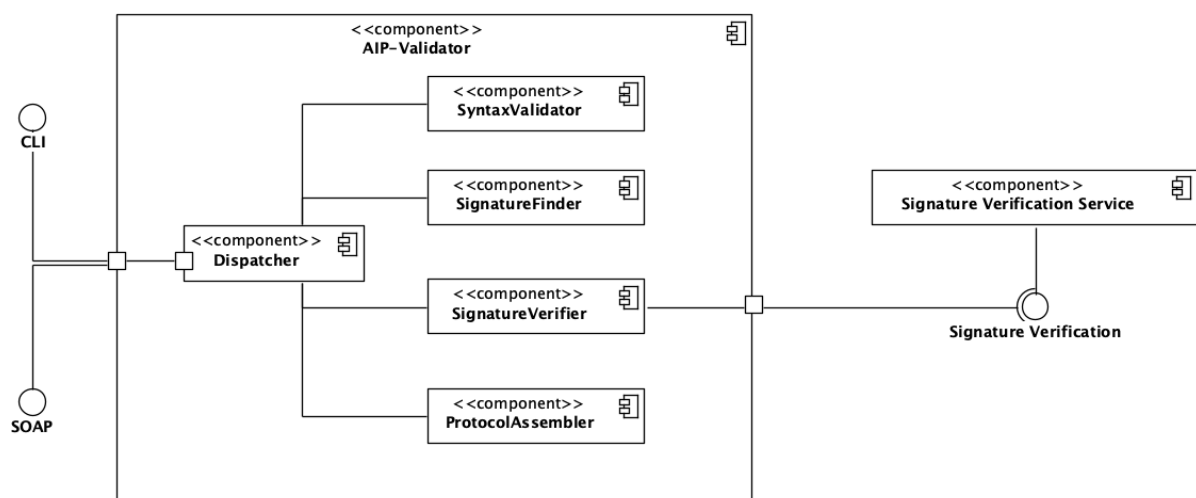 <<component>>
AIP-Validator
<<component>>
SyntaxValidator
CLI
<<component>>
SignatureFinder
<<component>>
Signature Verification Service
<<component>>
Dispatcher
<<component>>
SignatureVerifier
Signature Verification
<<component>>
ProtocolAssembler
SOAP